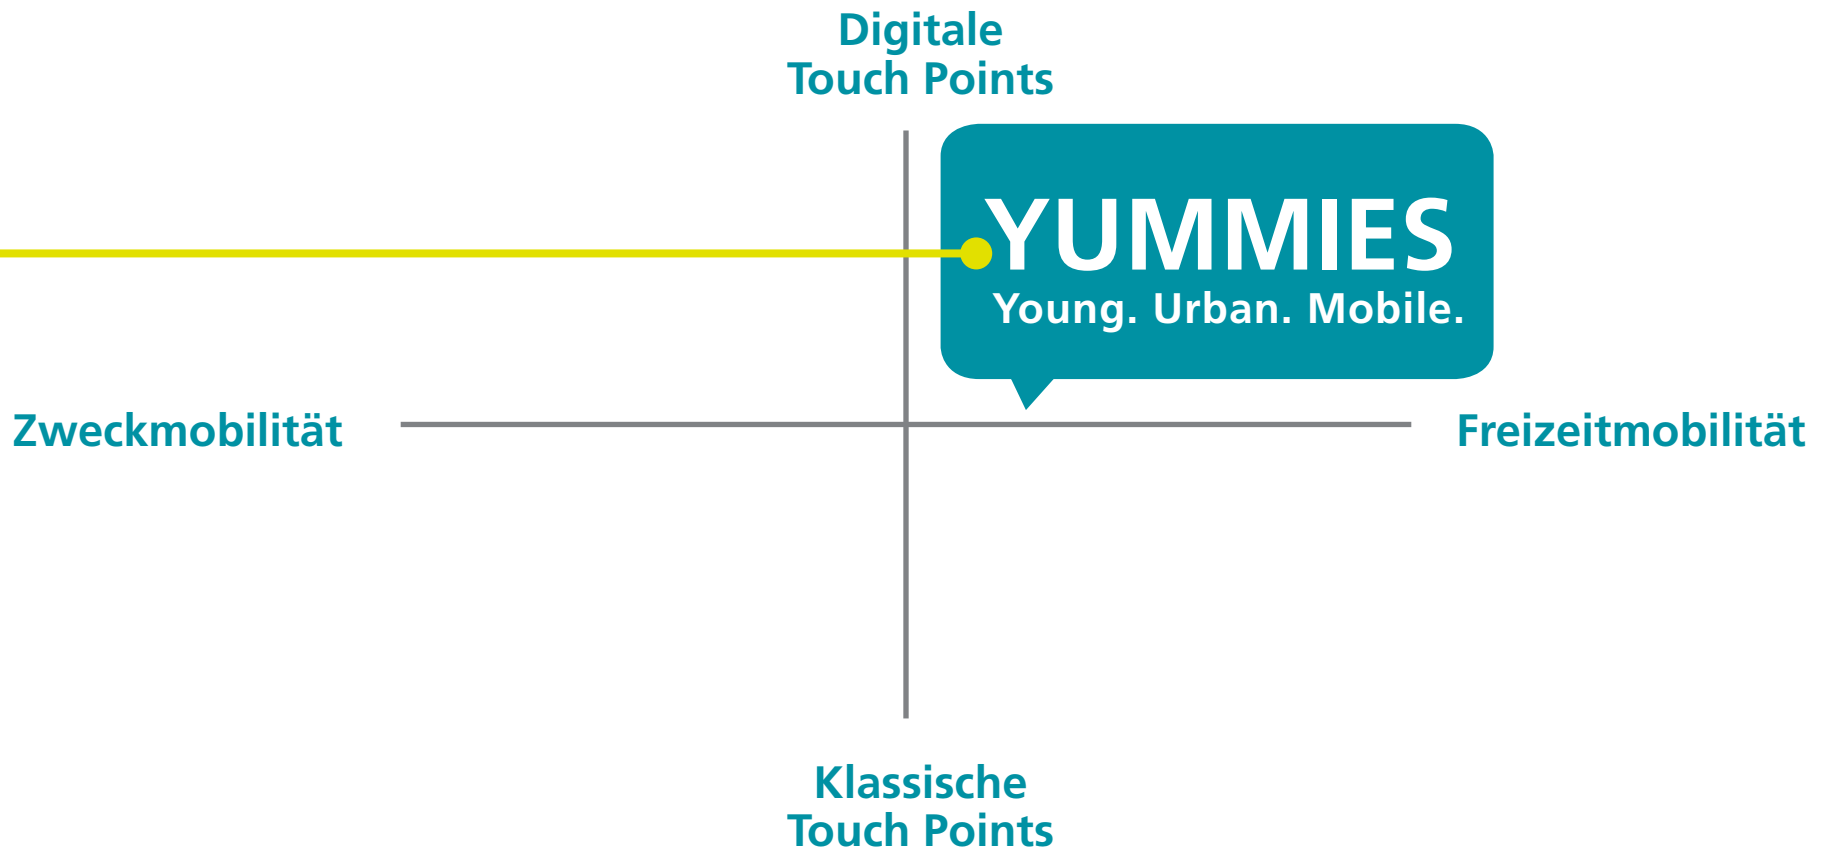 Digitale
Touch Points
YUMMIES
Young. Urban. Mobile.
Zweckmobilität
Freizeitmobilität
Klassische
Touch Points